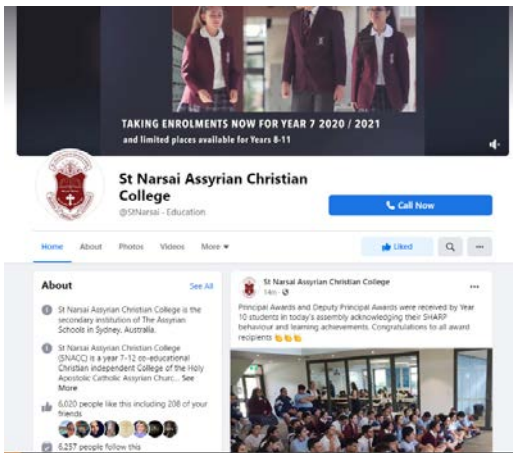 TAKING ENROLMENTS NOW FOR YEAR 7 2020 / 2021
and limited places available for Years 8-11
St Narsai Assyrian Christian
College
@StNarsai - Education
Call Now
Home
About
Photos
Videos
More
Liked
About
See All
St Narsai Assyrian Christian College is the
secondary institution of The Assyrian
Schools in Sydney, Australia.
St Narsai Assyrian Christian College
(SNACC) is a year 7-12 co-educational
Christian independent College of the Holy
Apostolic Catholic Assyrian Churc... See
More
6,020 people like this including 208 of your
friends
6,257 people follow this
St Narsai Assyrian Christian College
14m
Principal Awards and Deputy Principal Awards were received by Year
10 students in today's assembly acknowledging their SHARP
behaviour and learning achievements. Congratulations to all award
recipients